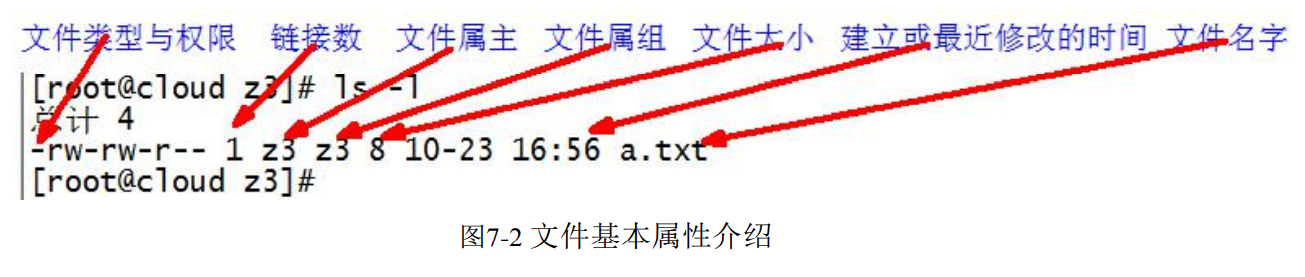 文件类型与权限 链接数 文件属主 文件属组 文件大小 建立或最近修改的时间 文件名字
[root@cloud z3]# ls -l
总计 4
-rw-rw-r-- 1 z3 z3 8 10-23 16:56 a.txt
[root@cloud z3]#
图7-2 文件基本属性介绍